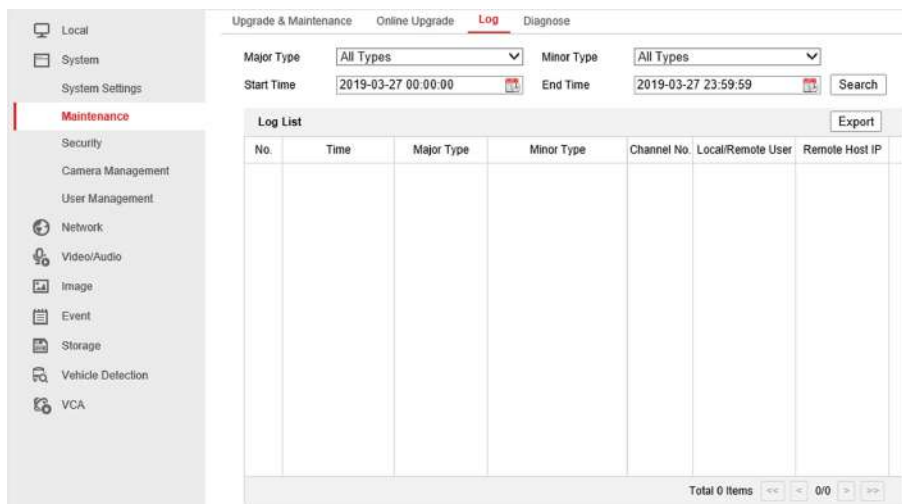 Local
System
System Settings
Maintenance
Security
Camera Management
User Management
Network
Video/Audio
Image
Event
Storage
Vehicle Detection
VCA
Upgrade & Maintenance Online Upgrade Log Diagnose
Major Type All Types Minor Type All Types
Start Time 2019-03-27 00:00:00 End Time 2019-03-27 23:59:59 Search
Log List Export
No. Time Major Type Minor Type Channel No. Local/Remote User Remote Host IP
Total 0 Items << < 0/0 > >>